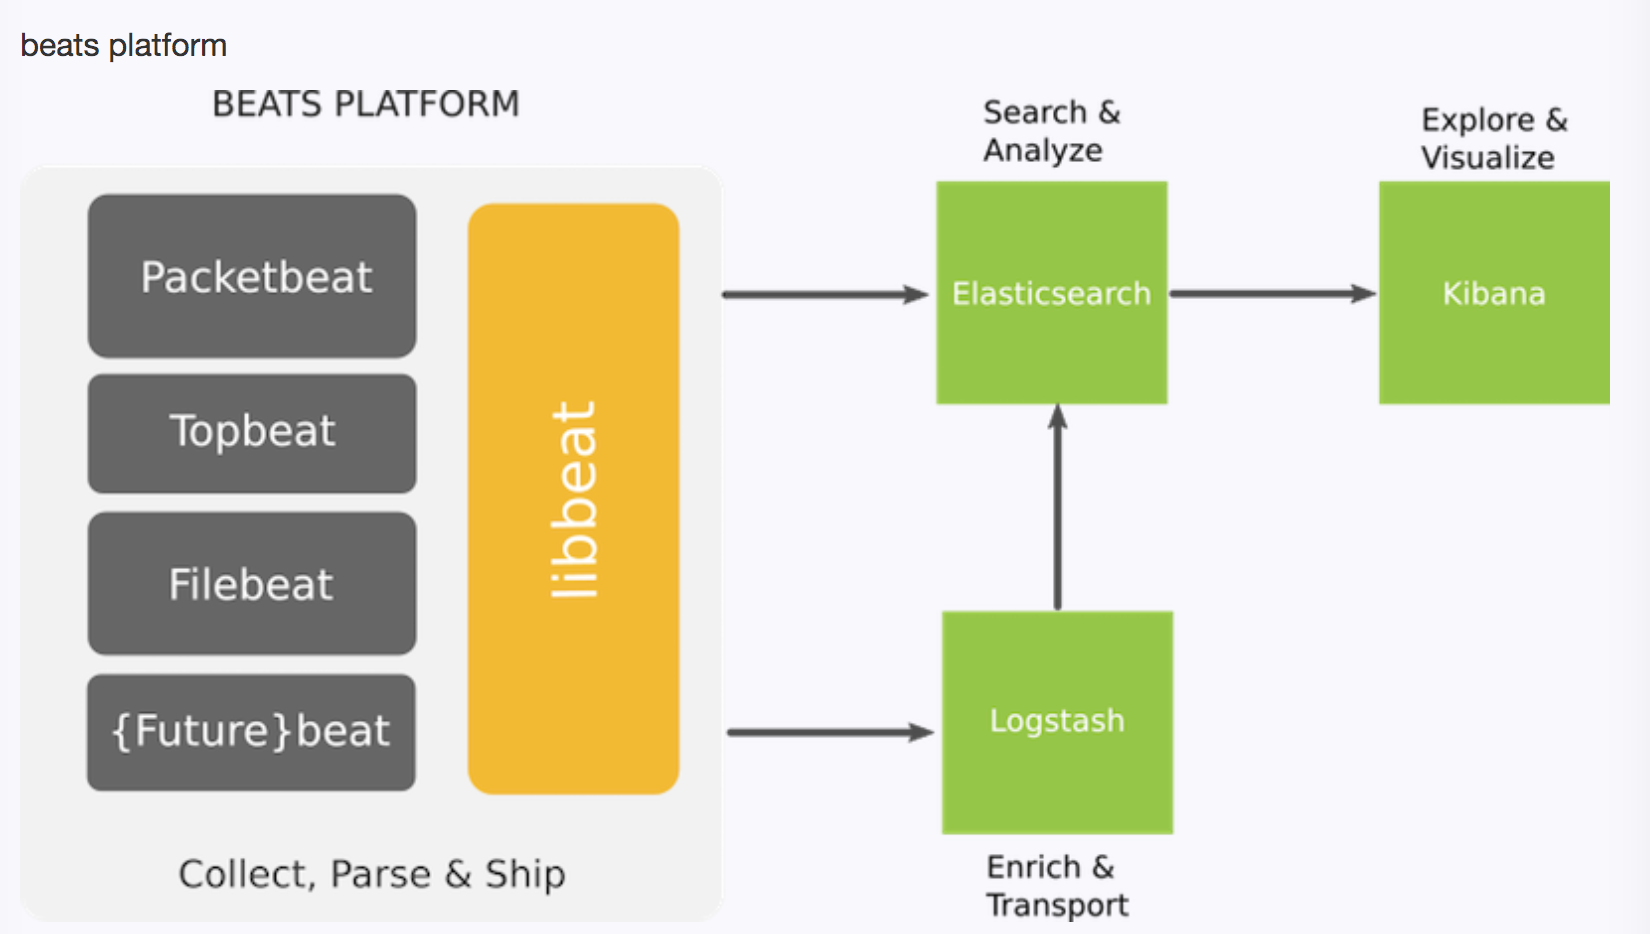 beats platform
BEATS PLATFORM
Packetbeat
Topbeat
Filebeat
{Future}beat
libbeat
Collect, Parse & Ship
Search &
Analyze
Elasticsearch
Explore &
Visualize
Kibana
Logstash
Enrich &
Transport